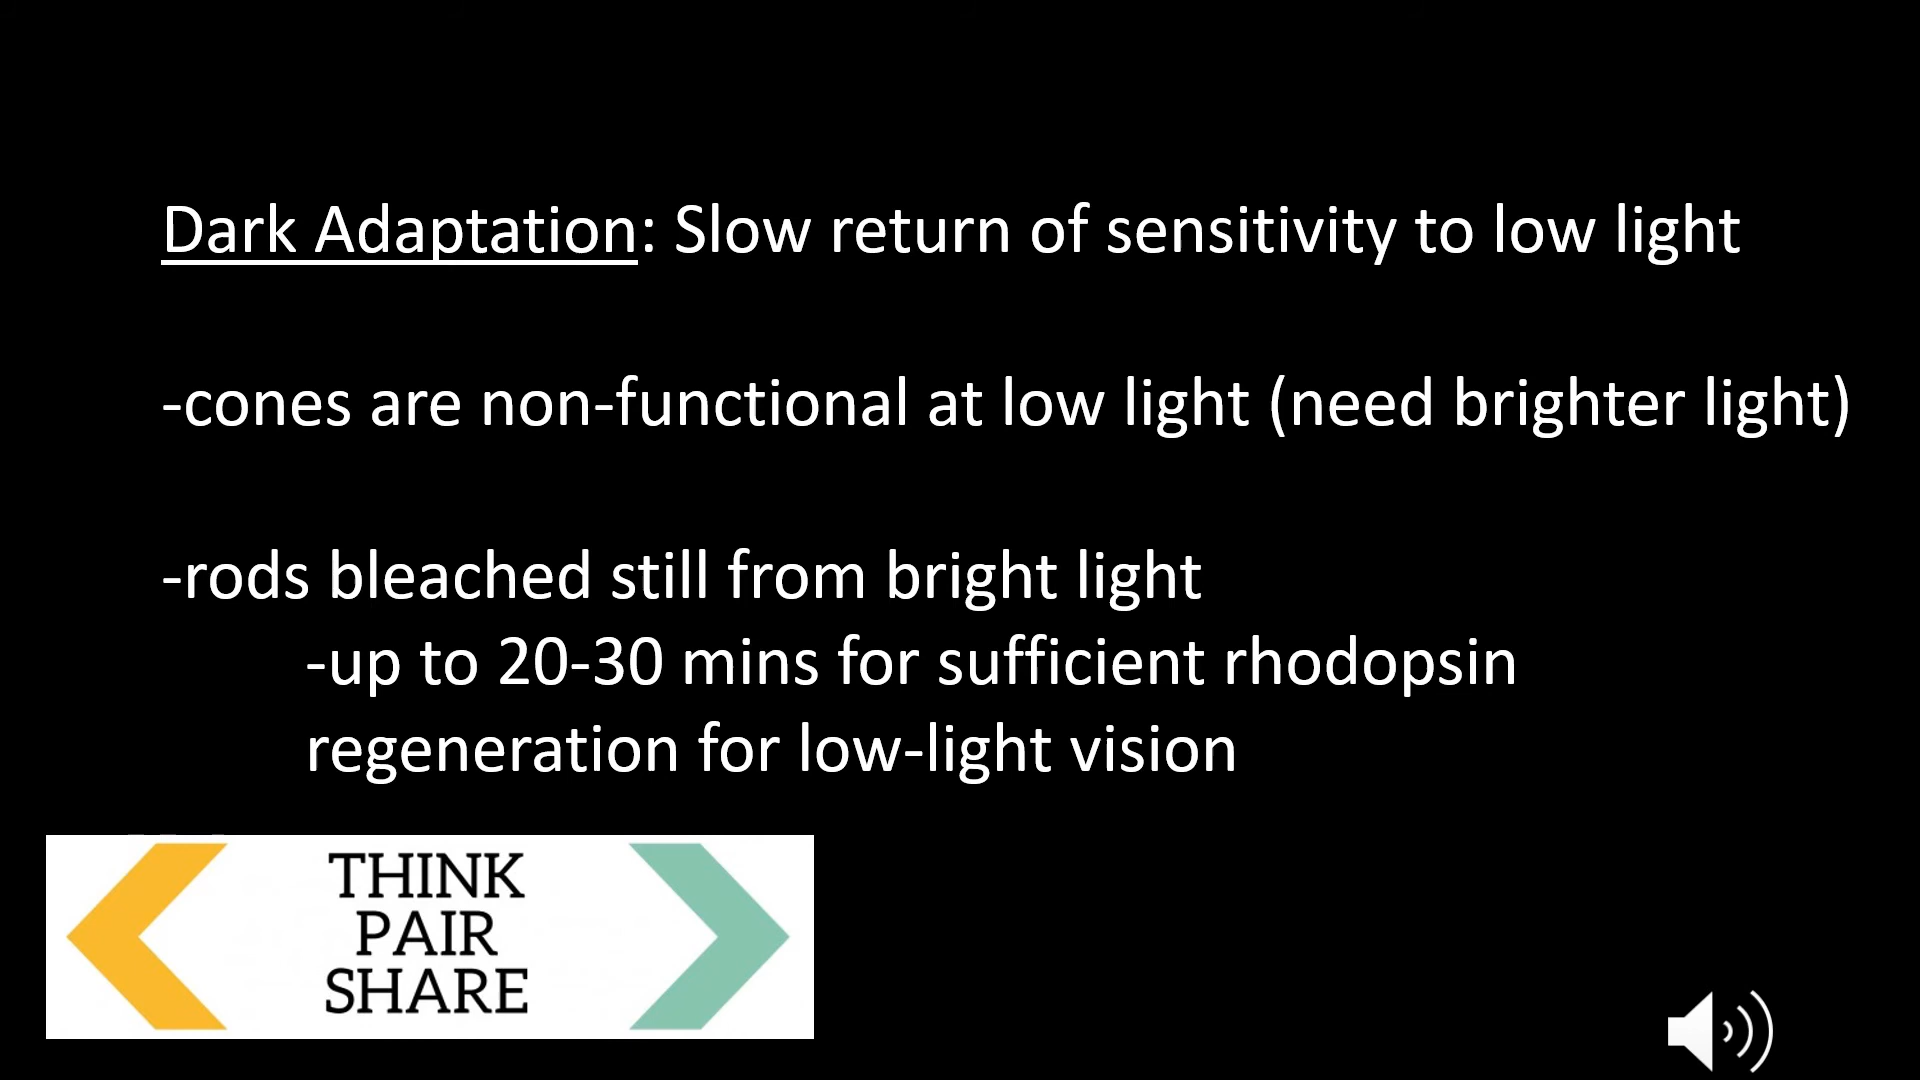 Dark Adaptation: Slow return of sensitivity to low light
-cones are non-functional at low light (need brighter light)
-rods bleached still from bright light
-up to 20-30 mins for sufficient rhodopsin
regeneration for low-light vision
THINK
PAIR
SHARE